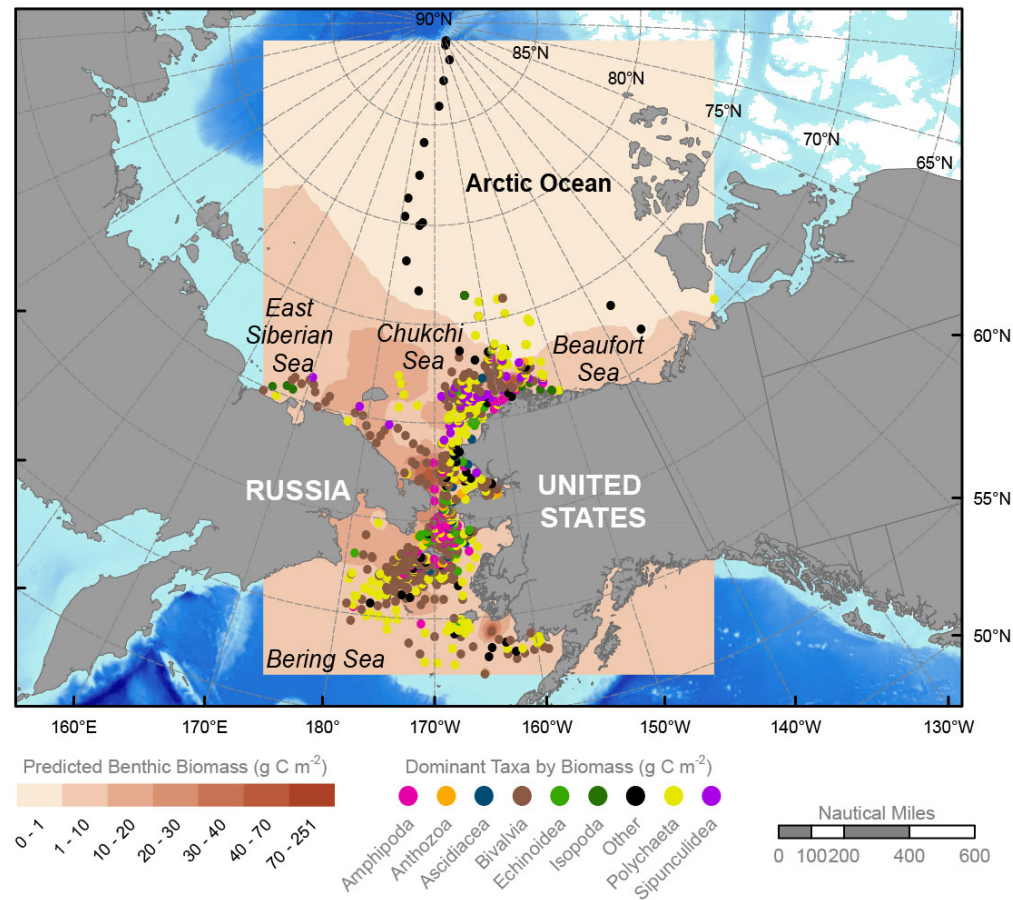 90°N
85°N
80°N
75°N
70°N
65°N
Arctic Ocean
East
Siberian
Sea
Chukchi
Sea
Beaufort
Sea
60°N
RUSSIA
UNITED
STATES
55°N
50°N
Bering Sea
160°E
170°E
180°
170°W
160°W
150°W
140°W
130°W
Predicted Benthic Biomass (g C m-2)
0 - 1
1 - 10
10 - 20
20 - 30
30 - 40
40 - 70
70 - 251
Dominant Taxa by Biomass (g C m-2)
Amphipoda
Anthozoa
Ascidiacea
Bivalvia
Echinoidea
Isopoda
Other
Polychaeta
Sipunculidea
Nautical Miles
0 100 200 400 600